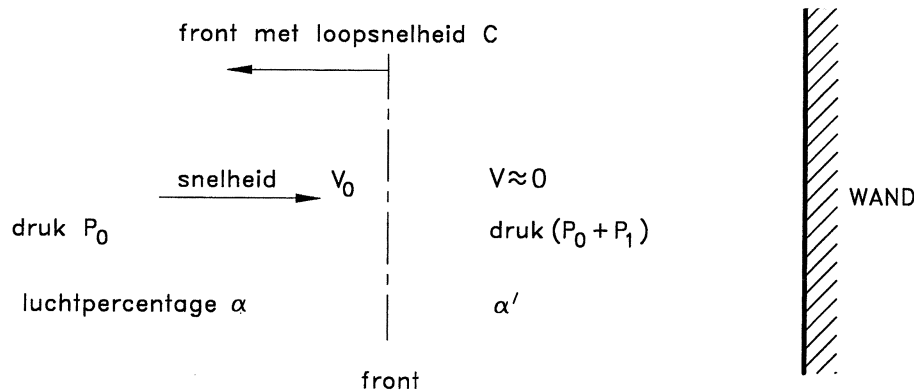 front met loopsnelheid C
snelheid V₀ V≈0
WAND
druk P₀ druk (P₀ + P₁)
luchtpercentage α α′
front